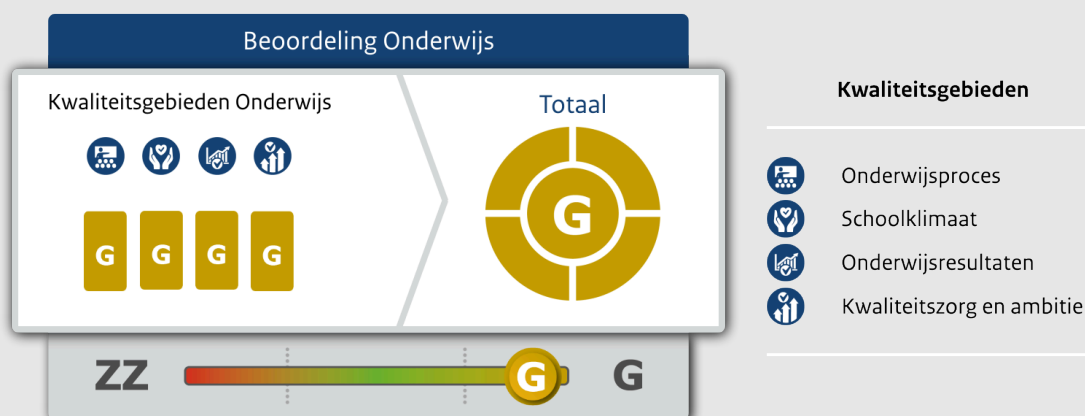 Beoordeling Onderwijs
Kwaliteitsgebieden Onderwijs
Totaal
G
G G G G
ZZ
G
G
Kwaliteitsgebieden
Onderwijsproces
Schoolklimaat
Onderwijsresultaten
Kwaliteitszorg en ambitie